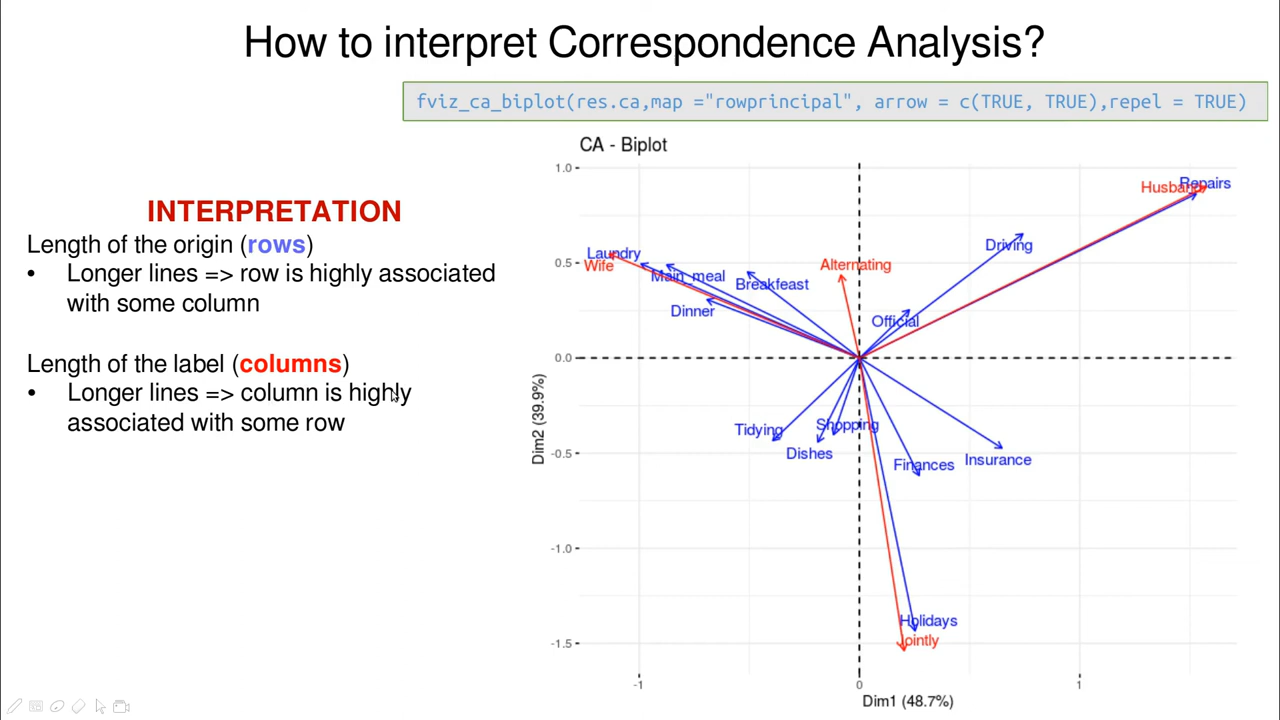 How to interpret Correspondence Analysis?
fviz_ca_biplot(res.ca,map ="rowprincipal", arrow = c(TRUE, TRUE),repel = TRUE)
INTERPRETATION
Length of the origin (rows)
• Longer lines => row is highly associated
with some column
Length of the label (columns)
• Longer lines => column is highly
associated with some row
CA - Biplot
1.0
0.5
0.0
-0.5
-1.0
-1.5
Dim2 (39.9%)
Husband
Repairs
Driving
Laundry
Wife
Main_meal
Alternating
Breakfeast
Dinner
Official
Tidying
Shopping
Dishes
Finances
Insurance
Holidays
Jointly
-1
0
1
Dim1 (48.7%)